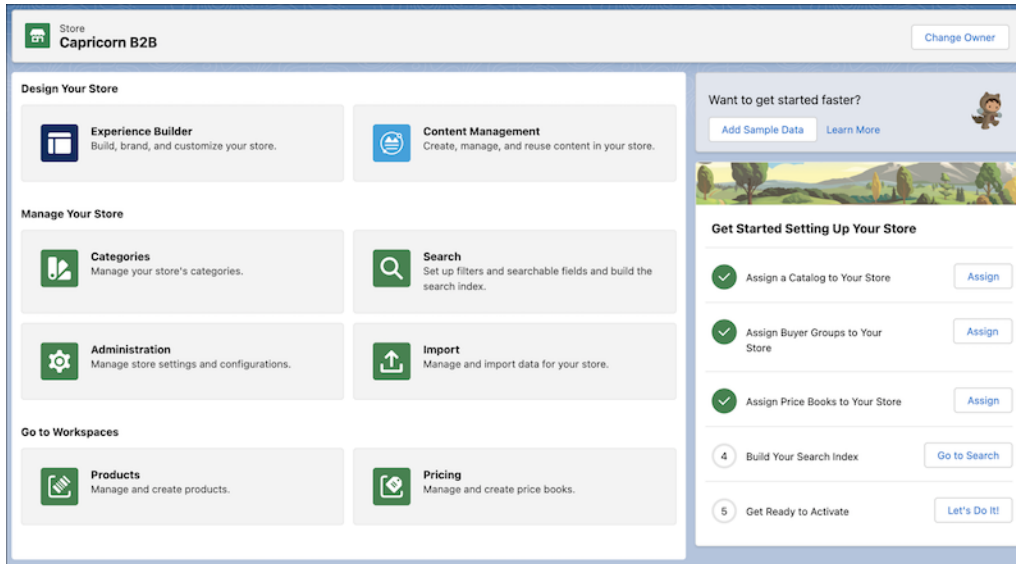 Store
Capricorn B2B
Change Owner
Design Your Store
Experience Builder
Build, brand, and customize your store.
Content Management
Create, manage, and reuse content in your store.
Manage Your Store
Categories
Manage your store's categories.
Search
Set up filters and searchable fields and build the
search index.
Administration
Manage store settings and configurations.
Import
Manage and import data for your store.
Go to Workspaces
Products
Manage and create products.
Pricing
Manage and create price books.
Want to get started faster?
Add Sample Data
Learn More
Get Started Setting Up Your Store
Assign a Catalog to Your Store
Assign
Assign Buyer Groups to Your
Store
Assign
Assign Price Books to Your Store
Assign
4
Build Your Search Index
Go to Search
5
Get Ready to Activate
Let's Do It!